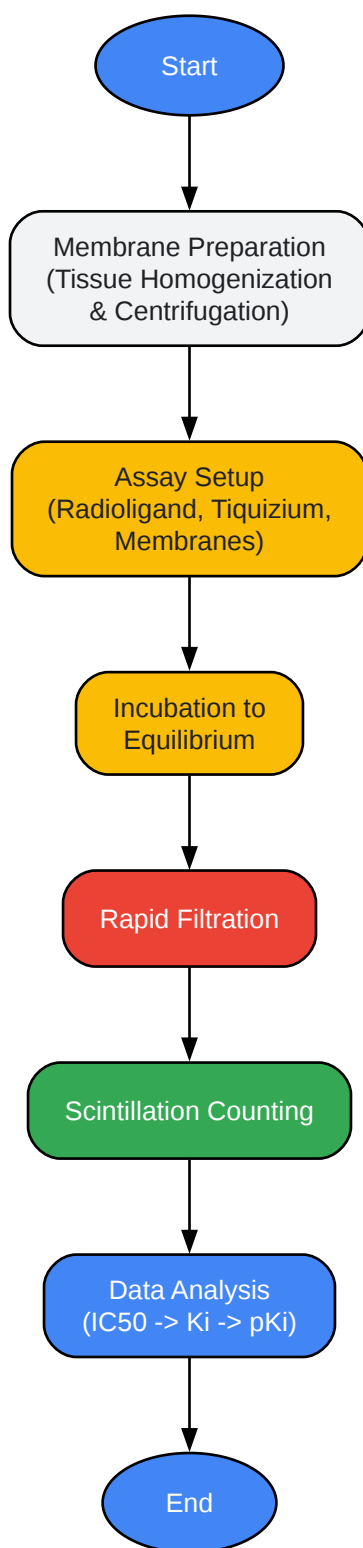 Start
Membrane Preparation
(Tissue Homogenization
& Centrifugation)
Assay Setup
(Radioligand, Tiquizium,
Membranes)
Incubation to
Equilibrium
Rapid Filtration
Scintillation Counting
Data Analysis
(IC50 -> Ki -> pKi)
End